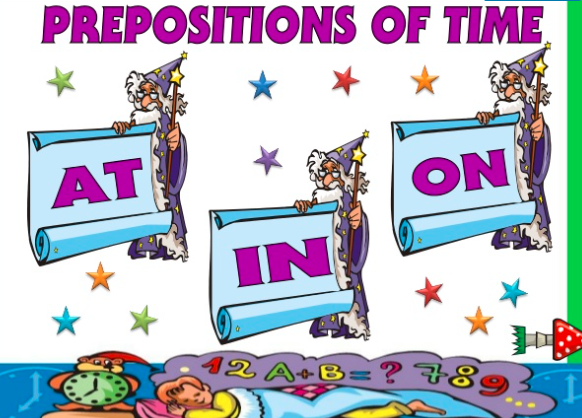 PREPOSITIONS OF TIME
AT
IN
ON
12 A+B=? 789